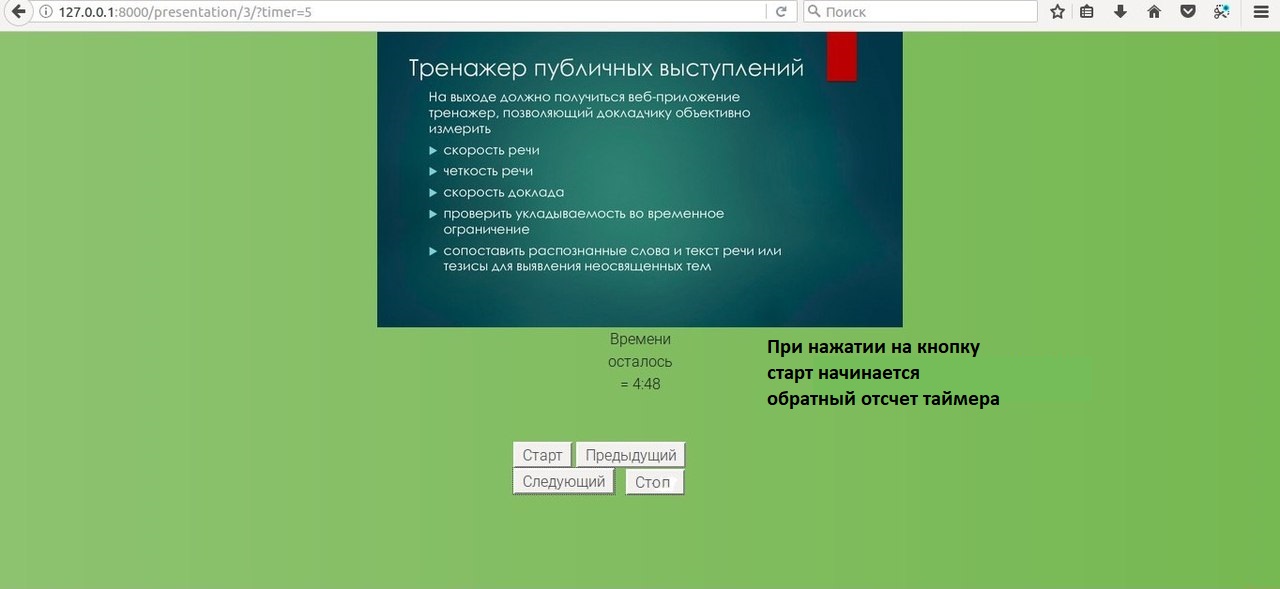 127.0.0.1:8000/presentation/3/?timer=5
Поиск
Тренажер публичных выступлений
На выходе должно получиться веб-приложение
тренажер, позволяющий докладчику объективно
измерить
скорость речи
четкость речи
скорость доклада
проверить укладываемость во временное
ограничение
сопоставить распознанные слова и текст речи или
тезисы для выявления неосвященных тем
Времени
осталось
= 4:48
При нажатии на кнопку
старт начинается
обратный отсчет таймера
Старт Предыдущий
Следующий Стоп